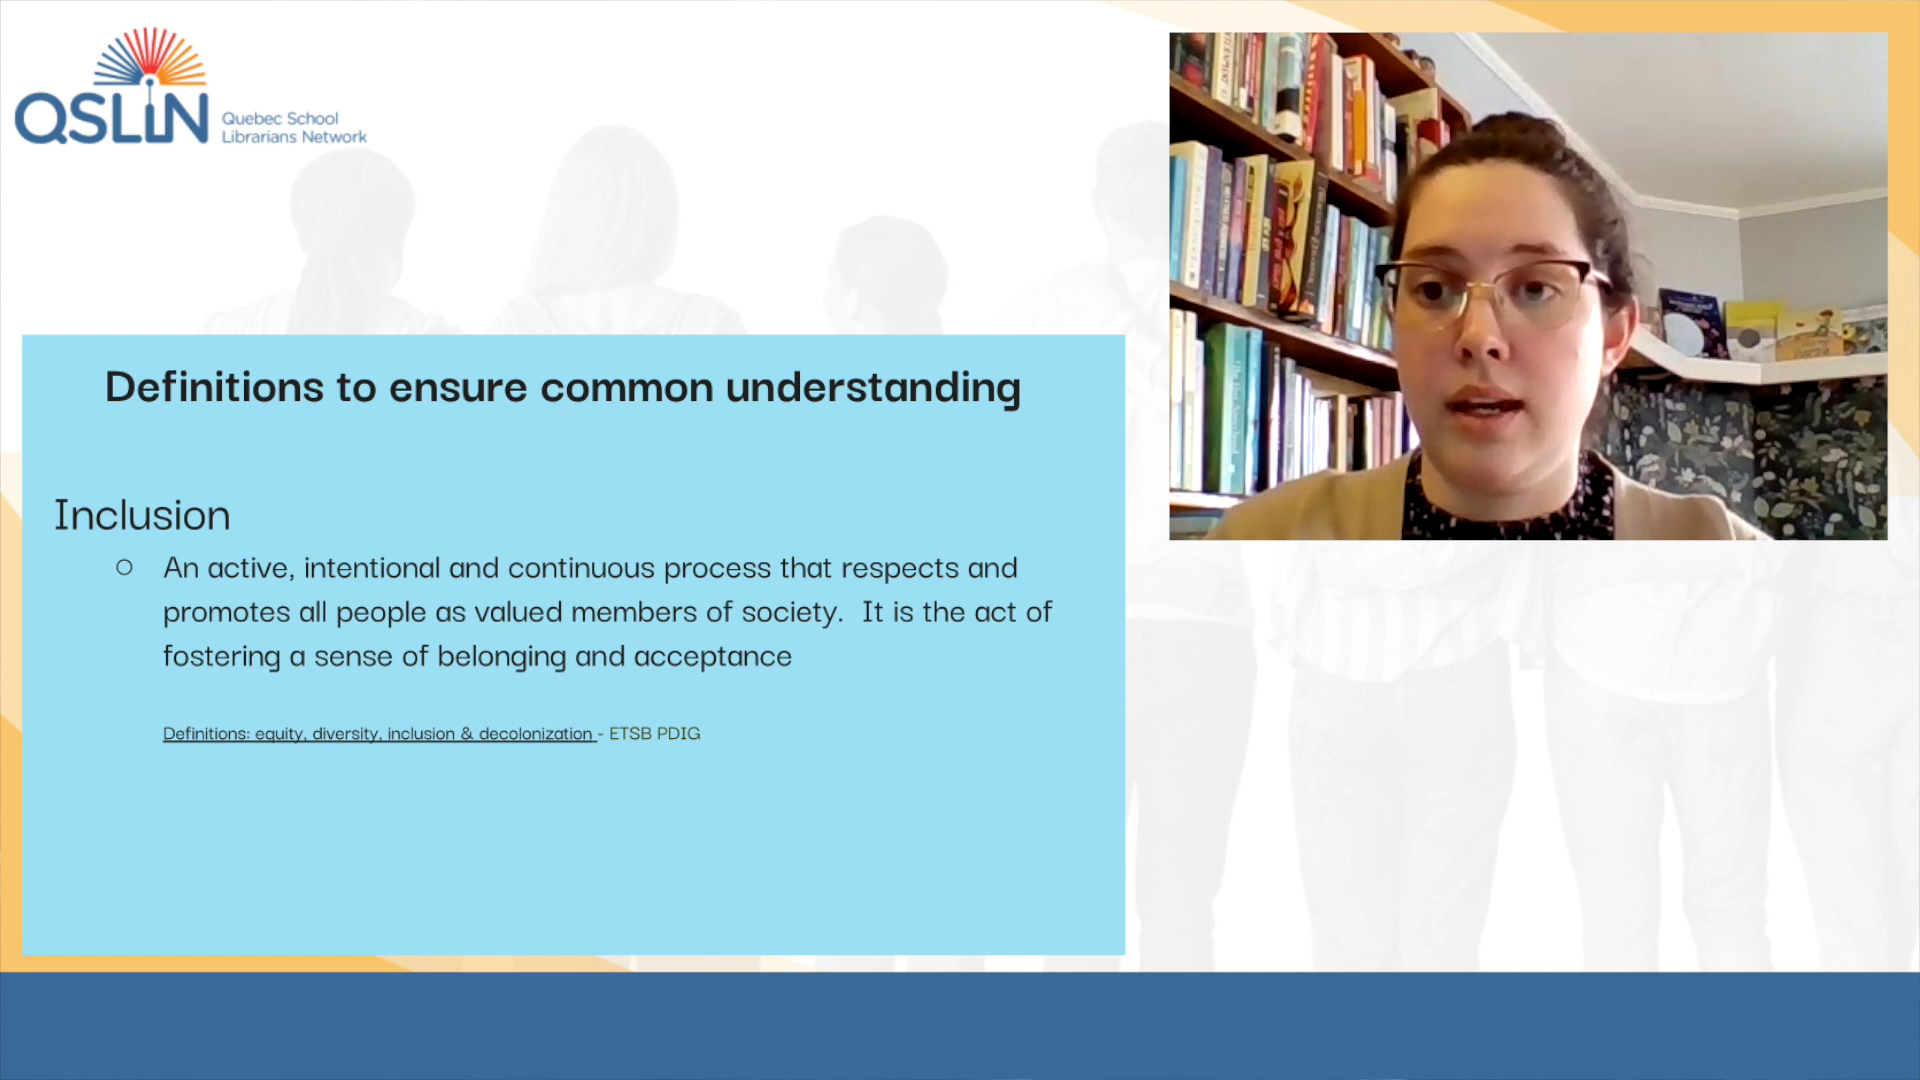 QSLiN
Quebec School
Librarians Network
Definitions to ensure common understanding
Inclusion
○ An active, intentional and continuous process that respects and
promotes all people as valued members of society. It is the act of
fostering a sense of belonging and acceptance
Definitions: equity, diversity, inclusion & decolonization - ETSB PDIG